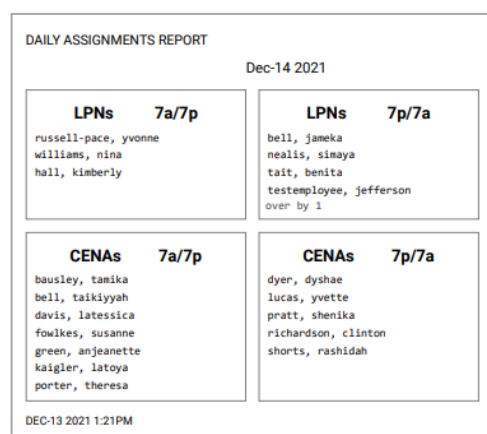 DAILY ASSIGNMENTS REPORT
Dec-14 2021
LPNs 7a/7p
russell-pace, yvonne
williams, nina
hall, kimberly
LPNs 7p/7a
bell, jameka
nealis, simaya
tait, benita
testemployee, jefferson
over by 1
CENAs 7a/7p
bausley, tamika
bell, taikiyyah
davis, latessica
fowlkes, susanne
green, anjeanette
kaigler, latoya
porter, theresa
CENAs 7p/7a
dyer, dyshae
lucas, yvette
pratt, shenika
richardson, clinton
shorts, rashidah
DEC-13 2021 1:21PM